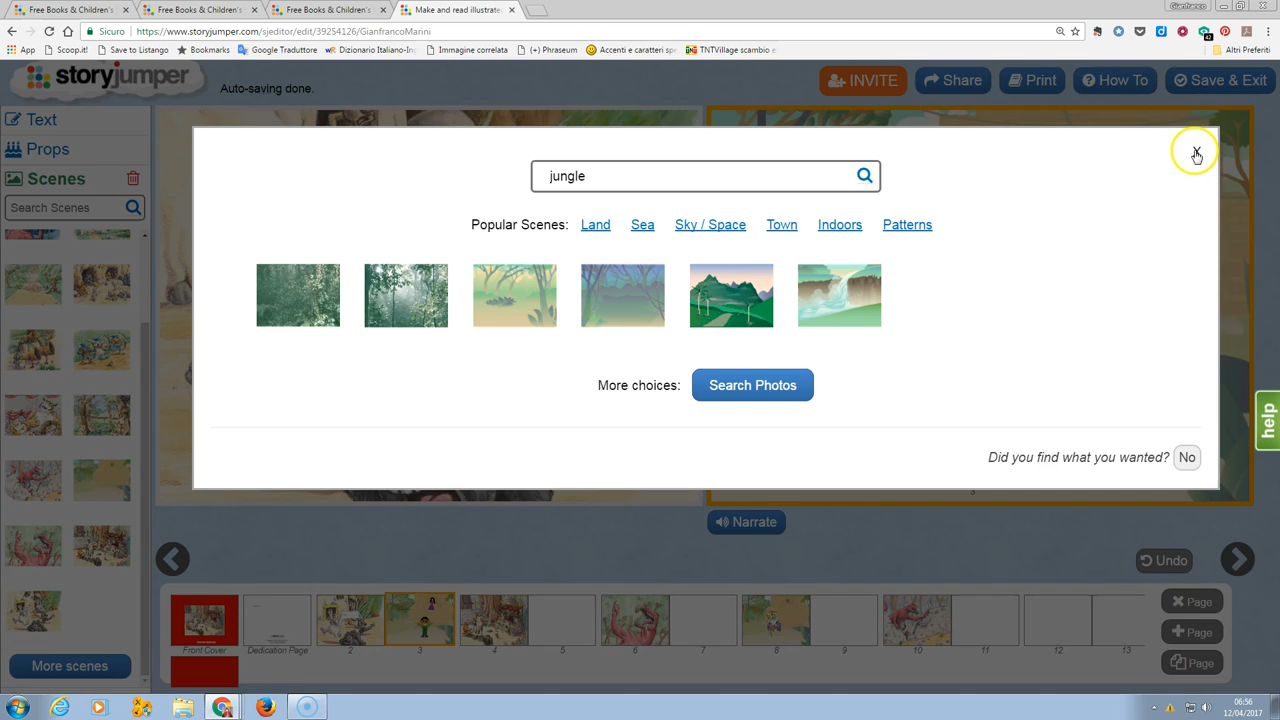 Gianfranco
Free Books & Children's
Free Books & Children's
Free Books & Children's
Make and read illustrate
Sicuro
https://www.storyjumper.com/sjeditor/edit/39254126/GianfrancoMarini
App
Scoop.it!
Save to Listango
Bookmarks
Google Traduttore
Dizionario Italiano-Ing
Immagine correlata
(+) Phraseum
Accenti e caratteri spe
TNTVillage scambio e
Altri Preferiti
storyjumper
Auto-saving done.
INVITE
Share
Print
How To
Save & Exit
Text
Props
Scenes
Search Scenes
jungle
x
Popular Scenes: Land Sea Sky / Space Town Indoors Patterns
More choices: Search Photos
Did you find what you wanted? No
help
3
Narrate
Undo
Front Cover
Dedication Page
2
3
4
5
6
7
8
9
10
11
12
13
Page
Page
Page
More scenes
06:56
12/04/2017